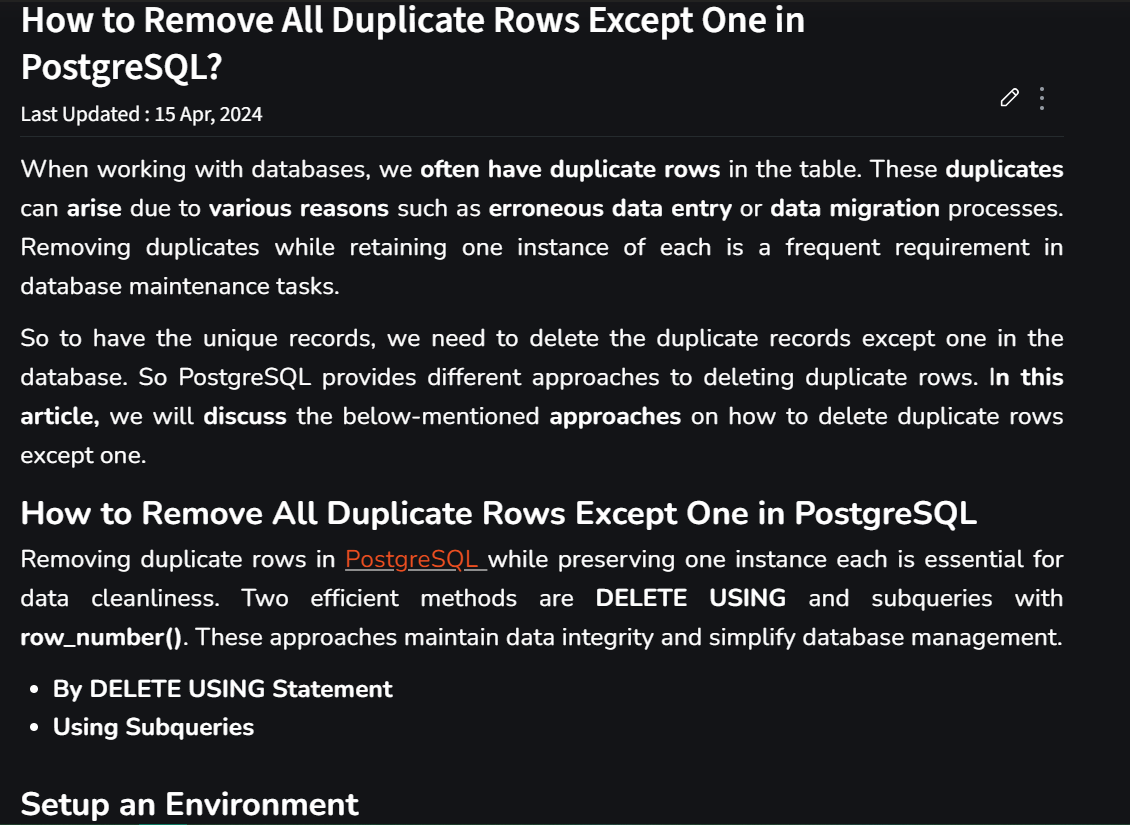 How to Remove All Duplicate Rows Except One in
PostgreSQL?
Last Updated : 15 Apr, 2024
When working with databases, we often have duplicate rows in the table. These duplicates
can arise due to various reasons such as erroneous data entry or data migration processes.
Removing duplicates while retaining one instance of each is a frequent requirement in
database maintenance tasks.
So to have the unique records, we need to delete the duplicate records except one in the
database. So PostgreSQL provides different approaches to deleting duplicate rows. In this
article, we will discuss the below-mentioned approaches on how to delete duplicate rows
except one.
How to Remove All Duplicate Rows Except One in PostgreSQL
Removing duplicate rows in PostgreSQL while preserving one instance each is essential for
data cleanliness. Two efficient methods are DELETE USING and subqueries with
row_number(). These approaches maintain data integrity and simplify database management.
• By DELETE USING Statement
• Using Subqueries
Setup an Environment